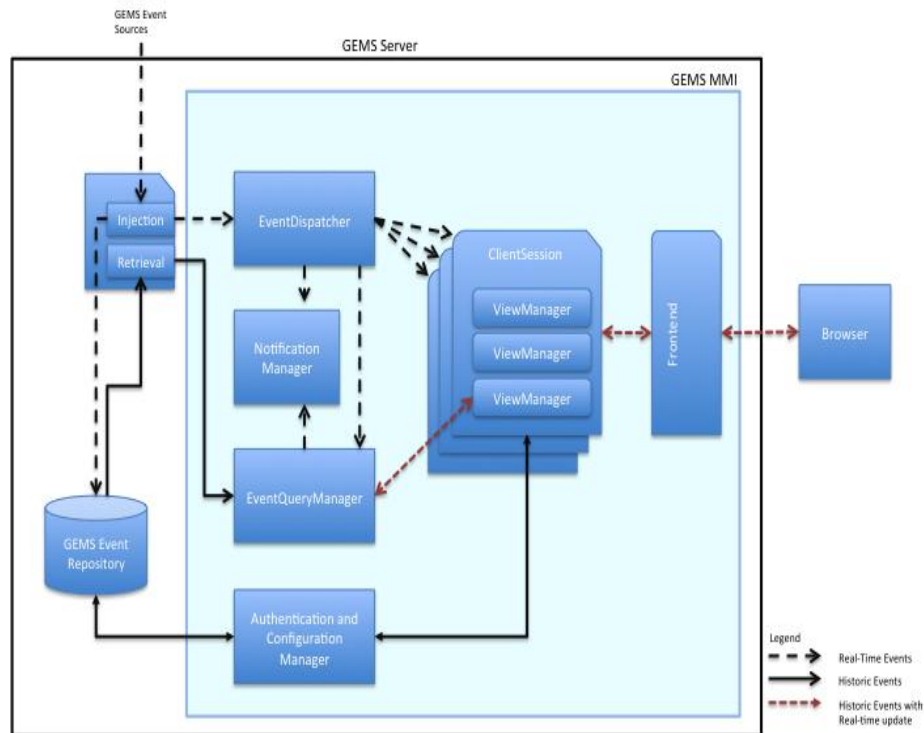 GEMS Event
Sources
GEMS Server
GEMS MMI
Injection
Retrieval
EventDispatcher
Notification
Manager
EventQueryManager
ClientSession
ViewManager
ViewManager
ViewManager
Frontend
Browser
GEMS Event
Repository
Authentication and
Configuration
Manager
Legend
Real-Time Events
Historic Events
Historic Events with
Real-time update